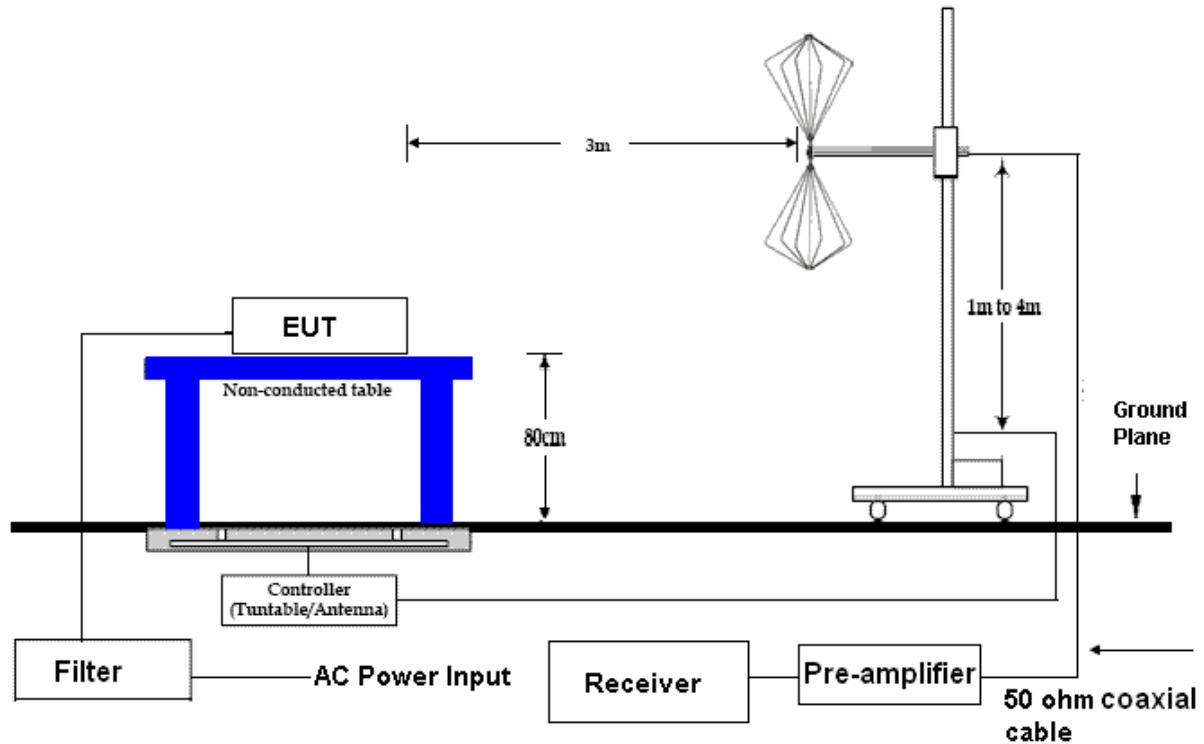 3m
1m to 4m
EUT
Non-conducted table
80cm
Ground
Plane
Controller
(Tuntable/Antenna)
Filter
AC Power Input
Receiver
Pre-amplifier
50 ohm coaxial
cable